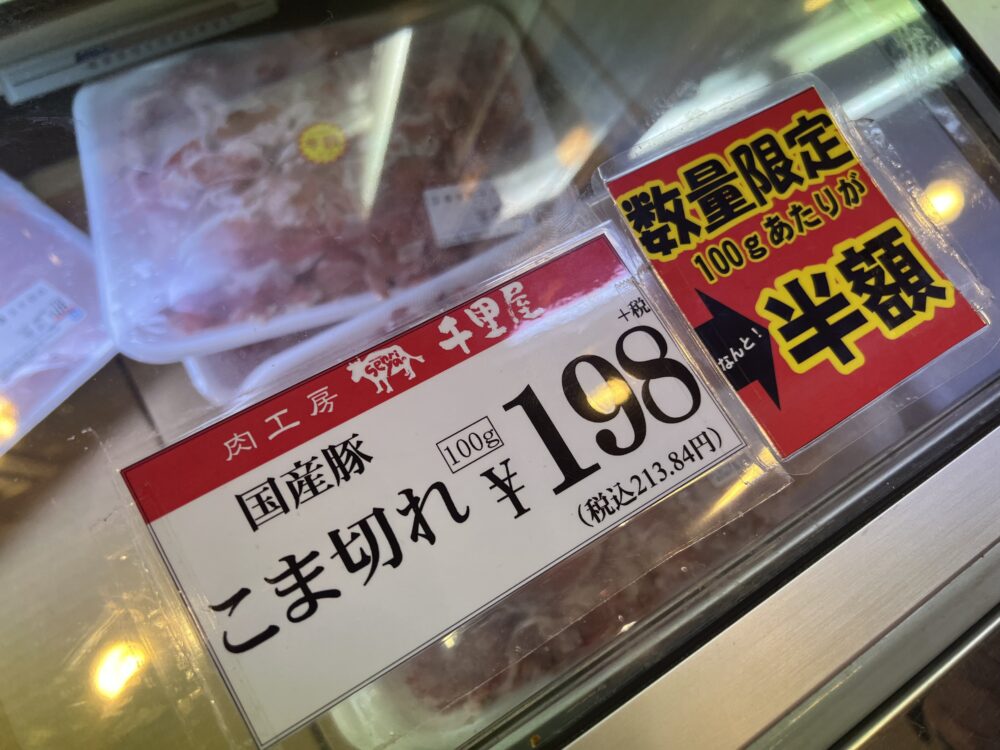 肉工房 senri 千里屋
国産豚
こま切れ
100g
¥198
+税
(税込213.84円)
数量限定
100gあたりが
なんと!
半額